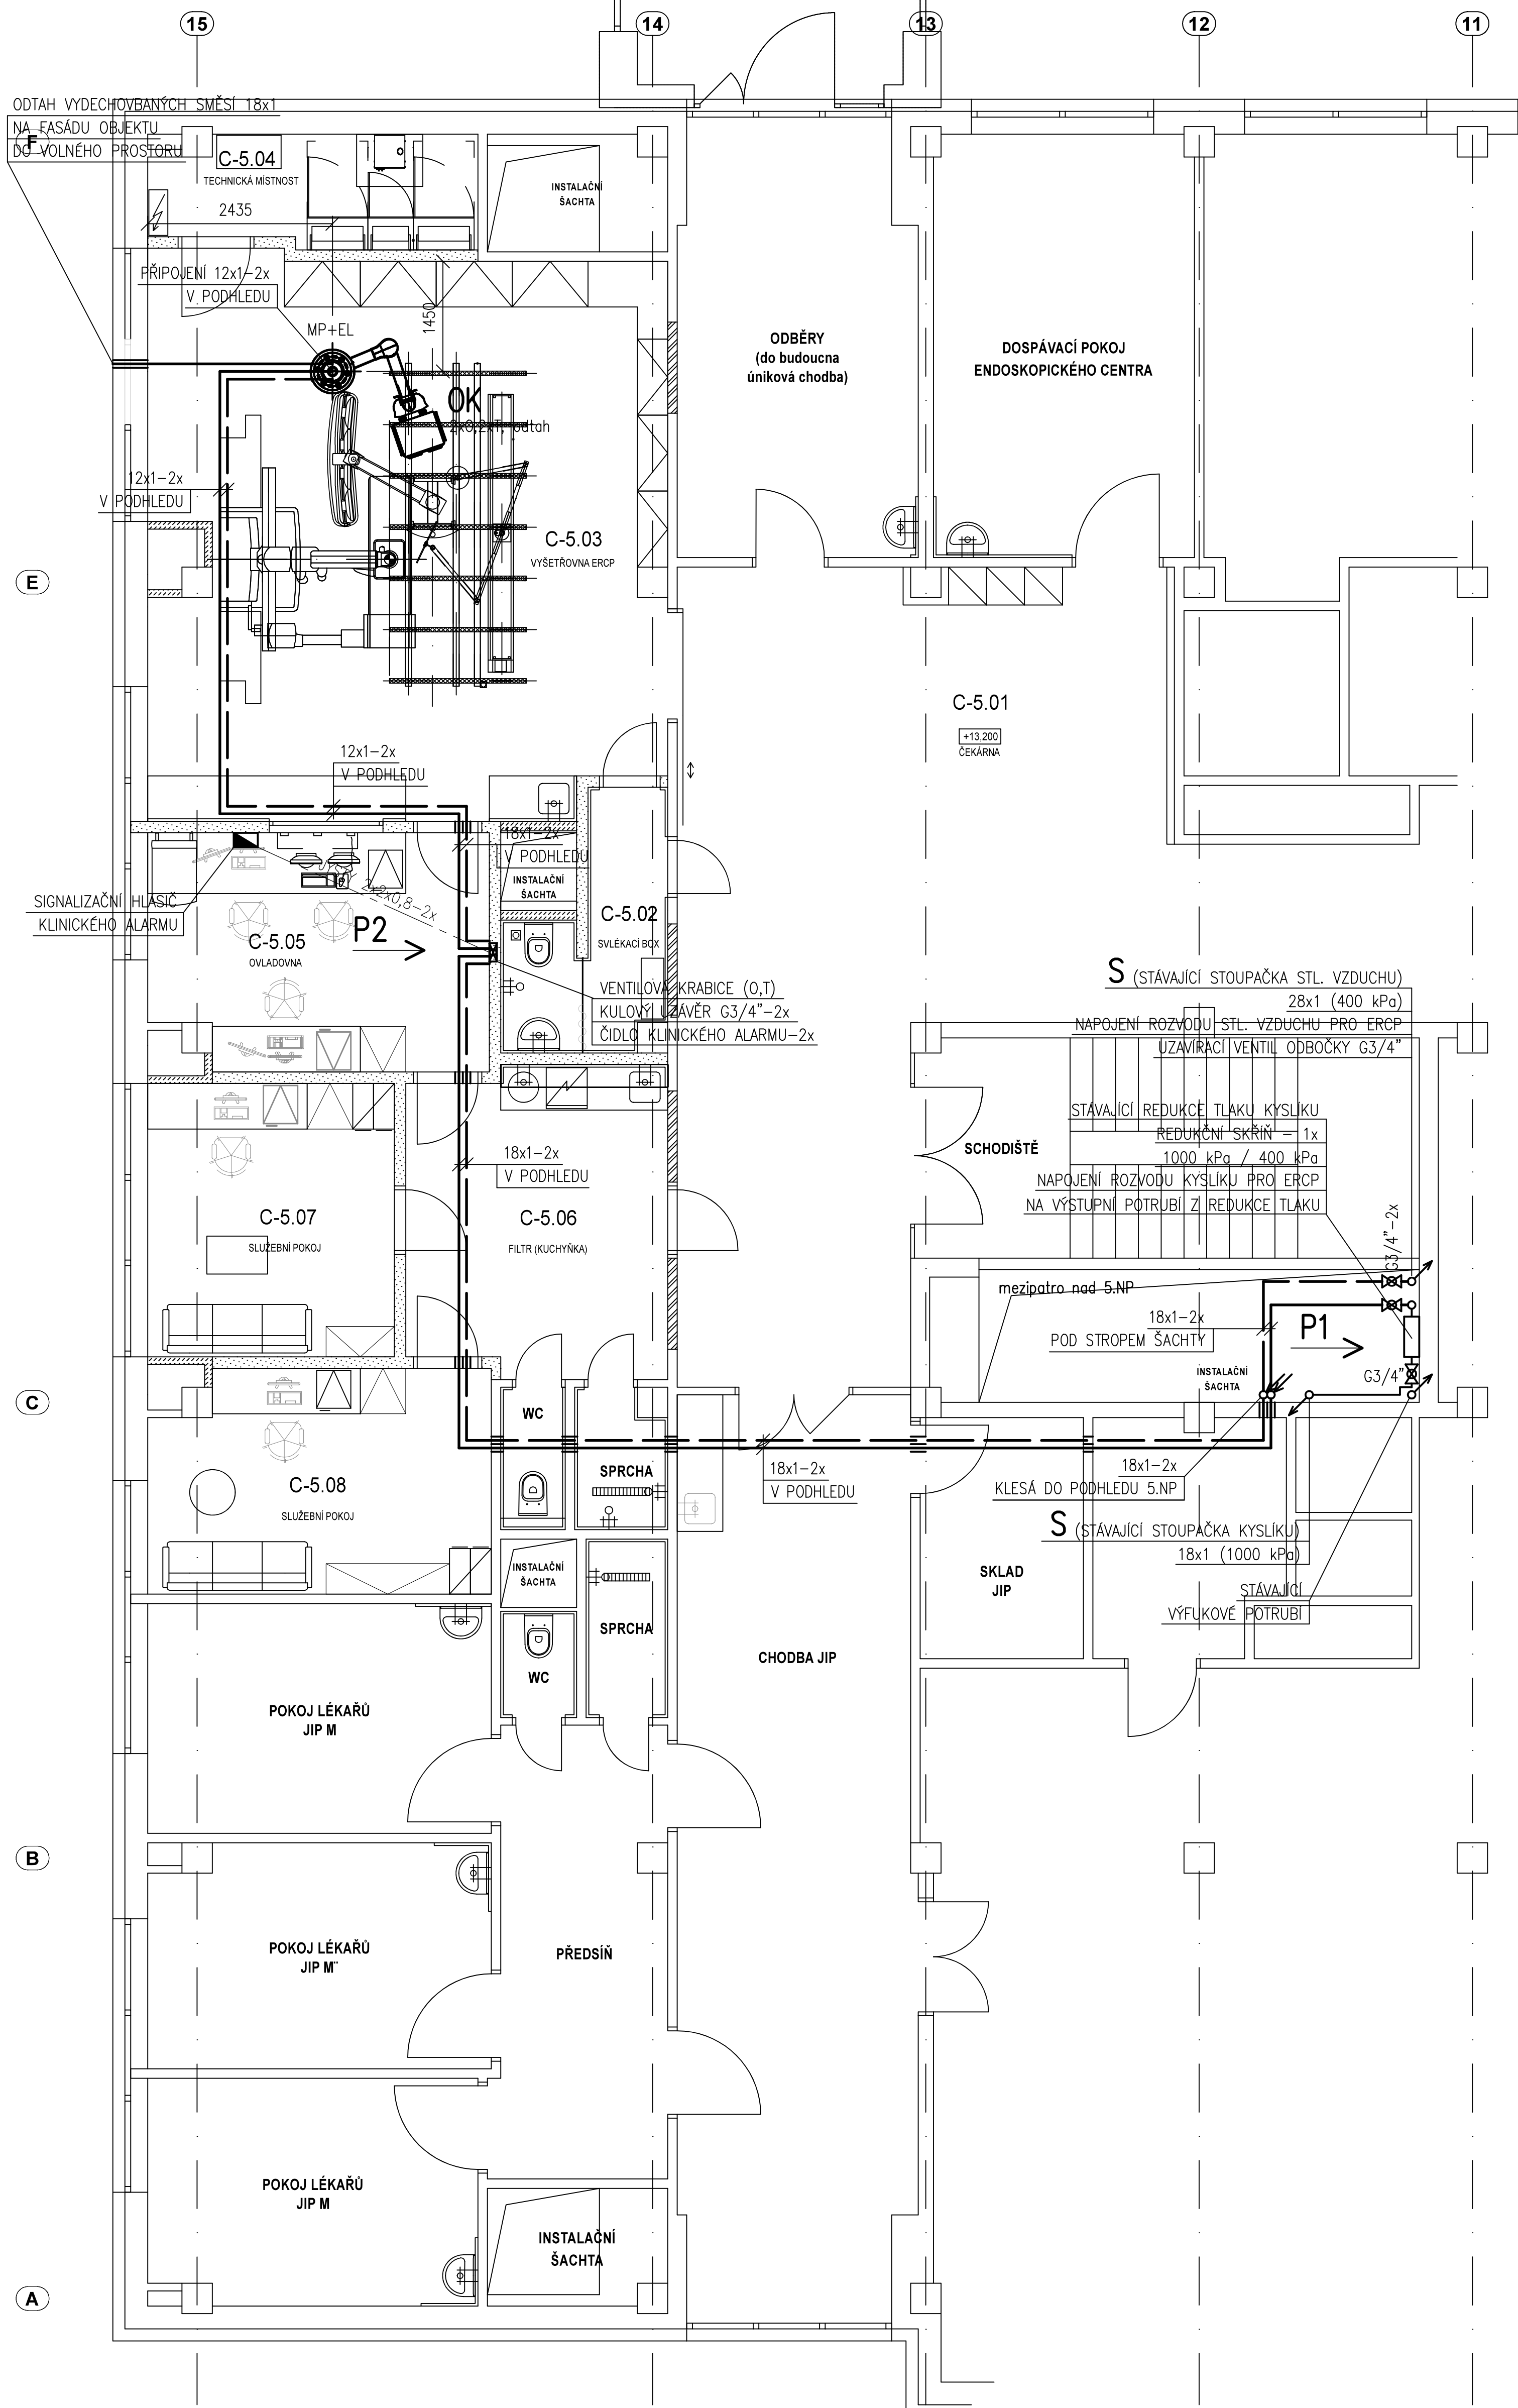 15
14
13
12
11
ODTAH VYDECHOVBANÝCH SMĚSÍ 18x1
NA FASÁDU OBJEKTU
DO VOLNÉHO PROSTORU
F
C-5.04
TECHNICKÁ MÍSTNOST
2435
INSTALAČNÍ
ŠACHTA
PŘIPOJENÍ 12x1-2x
V PODHLEDU
MP+EL
1450
OK
2xO,2xT, odtah
ODBĚRY
(do budoucna
úniková chodba)
DOSPÁVACÍ POKOJ
ENDOSKOPICKÉHO CENTRA
12x1-2x
V PODHLEDU
C-5.03
VYŠETŘOVNA ERCP
E
C-5.01
+13,200
ČEKÁRNA
12x1-2x
V PODHLEDU
18x1-2x
V PODHLEDU
INSTALAČNÍ
ŠACHTA
2x0,8-2x
SIGNALIZAČNÍ HLÁSIČ
KLINICKÉHO ALARMU
P2
C-5.05
OVLADOVNA
C-5.02
SVLÉKACÍ BOX
VENTILOVÁ KRABICE (O,T)
KULOVÝ UZÁVĚR G3/4"-2x
ČIDLO KLINICKÉHO ALARMU-2x
S (STÁVAJÍCÍ STOUPAČKA STL. VZDUCHU)
28x1 (400 kPa)
NAPOJENÍ ROZVODU STL. VZDUCHU PRO ERCP
UZAVÍRACÍ VENTIL ODBOČKY G3/4"
STÁVAJÍCÍ REDUKCE TLAKU KYSLÍKU
REDUKČNÍ SKŘÍŇ - 1x
1000 kPa / 400 kPa
NAPOJENÍ ROZVODU KYSLÍKU PRO ERCP
NA VÝSTUPNÍ POTRUBÍ Z REDUKCE TLAKU
SCHODIŠTĚ
18x1-2x
V PODHLEDU
C-5.07
SLUŽEBNÍ POKOJ
C-5.06
FILTR (KUCHYŇKA)
G3/4"-2x
mezipatro nad 5.NP
18x1-2x
POD STROPEM ŠACHTY
P1
INSTALAČNÍ
ŠACHTA
G3/4"
C
WC
SPRCHA
C-5.08
SLUŽEBNÍ POKOJ
18x1-2x
V PODHLEDU
18x1-2x
KLESÁ DO PODHLEDU 5.NP
S (STÁVAJÍCÍ STOUPAČKA KYSLÍKU)
18x1 (1000 kPa)
STÁVAJÍCÍ
VÝFUKOVÉ POTRUBÍ
INSTALAČNÍ
ŠACHTA
SKLAD
JIP
SPRCHA
WC
CHODBA JIP
POKOJ LÉKAŘŮ
JIP M
B
POKOJ LÉKAŘŮ
JIP M¨
PŘEDSÍŇ
POKOJ LÉKAŘŮ
JIP M
INSTALAČNÍ
ŠACHTA
A